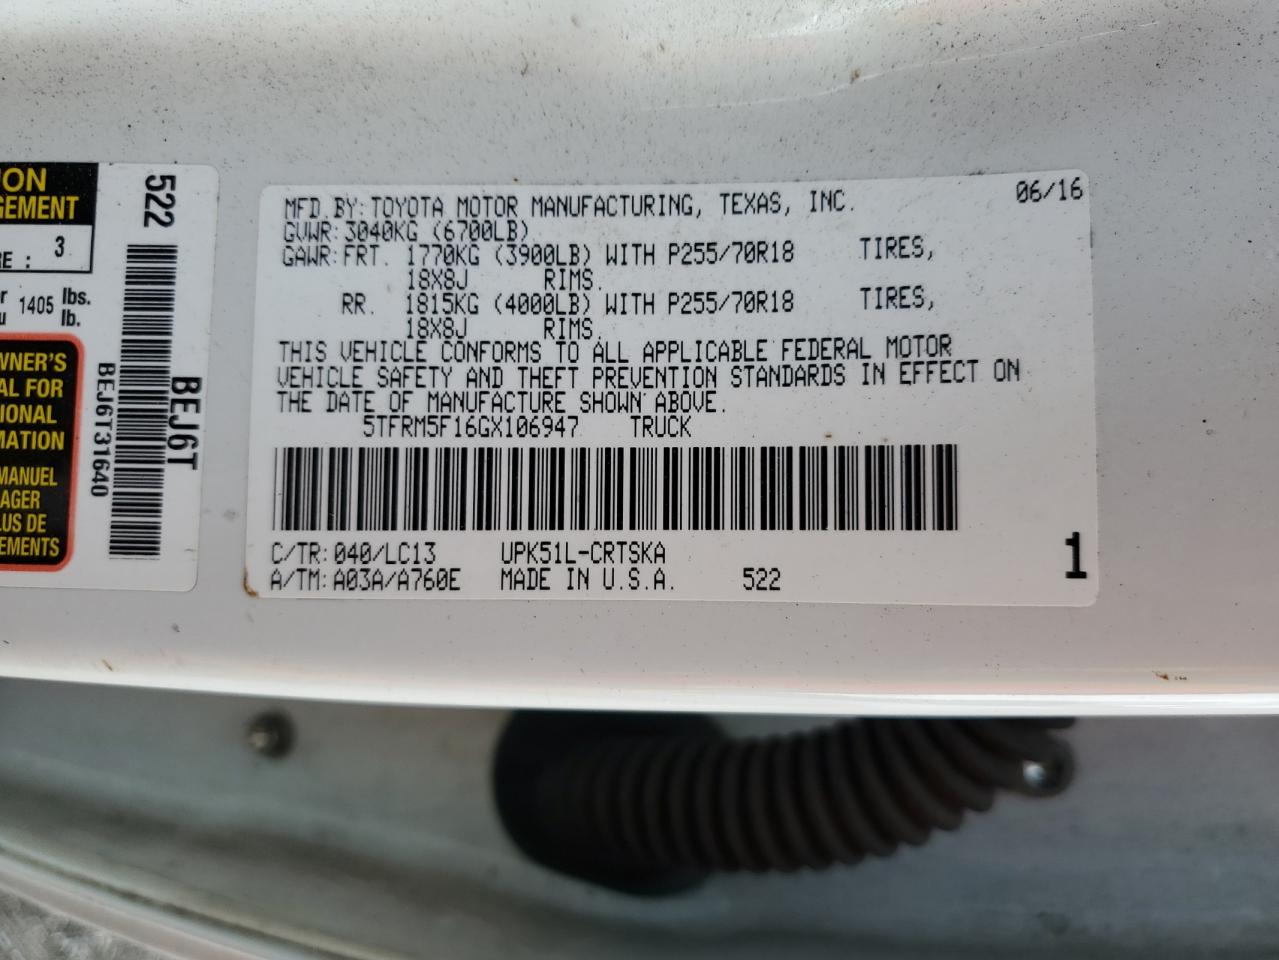 ION
GEMENT
RE : 3
1405 lbs.
lb.
WNER'S
AL FOR
IONAL
MATION
MANUEL
AGER
LUS DE
EMENTS
522
BEJ6T
BEJ6T31640
MFD.BY:TOYOTA MOTOR MANUFACTURING, TEXAS, INC. 06/16
GVWR:3040KG (6700LB)
GAWR:FRT. 1770KG (3900LB) WITH P255/70R18 TIRES,
18X8J RIMS.
RR. 1815KG (4000LB) WITH P255/70R18 TIRES,
18X8J RIMS.
THIS VEHICLE CONFORMS TO ALL APPLICABLE FEDERAL MOTOR
VEHICLE SAFETY AND THEFT PREVENTION STANDARDS IN EFFECT ON
THE DATE OF MANUFACTURE SHOWN ABOVE.
5TFRM5F16GX106947 TRUCK
C/TR:040/LC13 UPK51L-CRTSKA
A/TM:A03A/A760E MADE IN U.S.A. 522 1